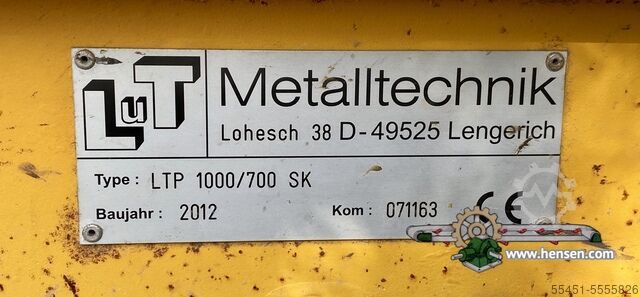 LuT Metalltechnik
Lohesch 38 D-49525 Lengerich
Type: LTP 1000/700 SK
Baujahr: 2012 Kom: 071163 CE
www.hensen.com
55451-5555826